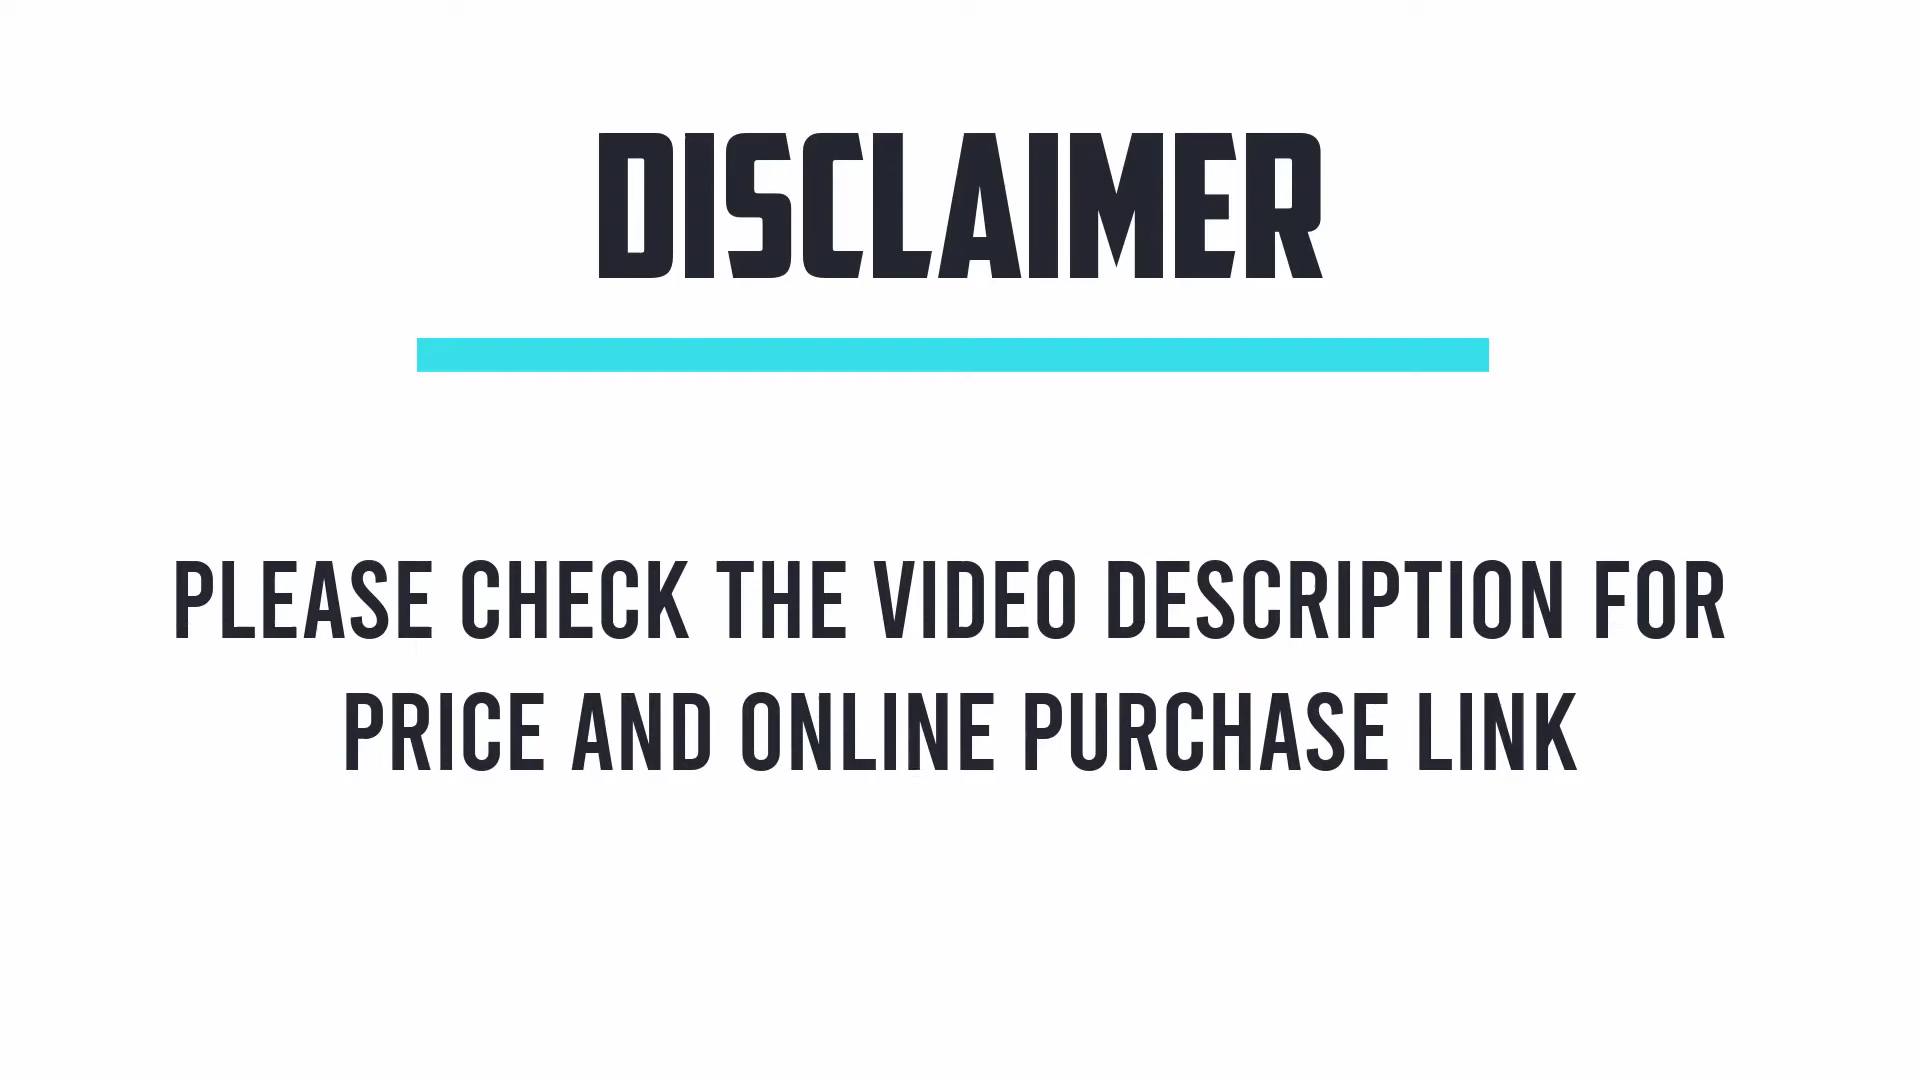 DISCLAIMER
PLEASE CHECK THE VIDEO DESCRIPTION FOR
PRICE AND ONLINE PURCHASE LINK